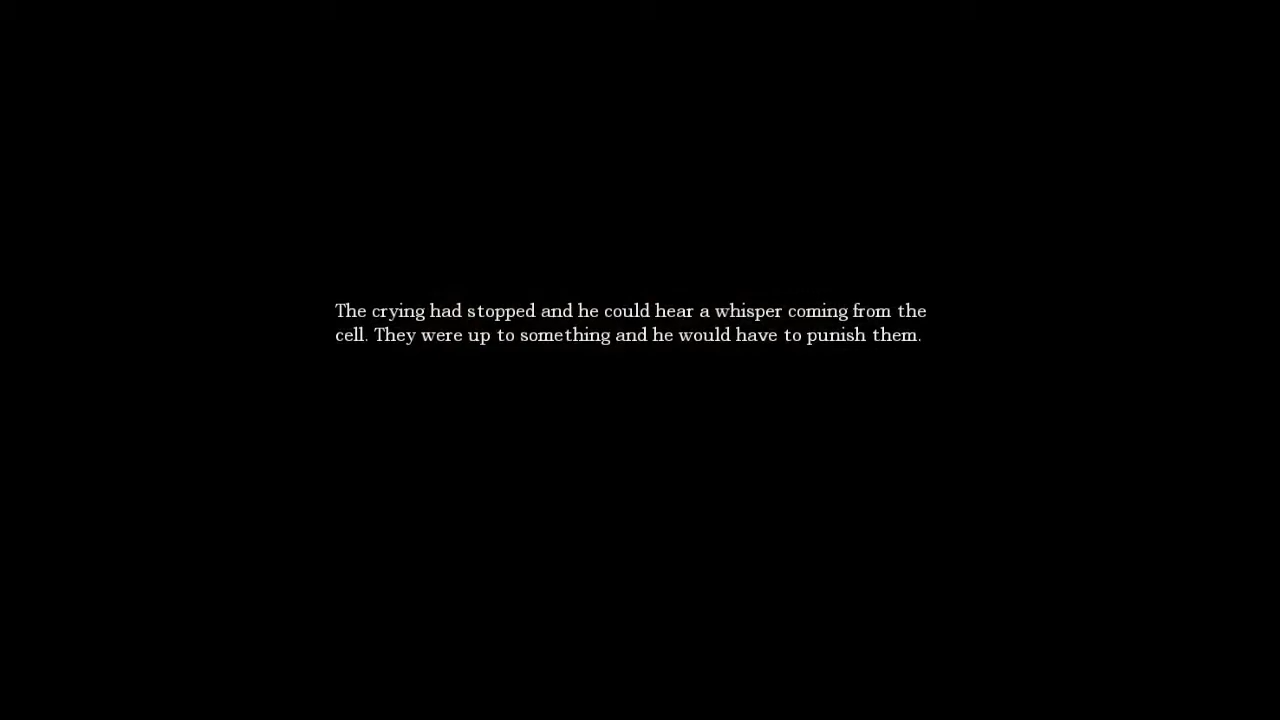 The crying had stopped and he could hear a whisper coming from the
cell. They were up to something and he would have to punish them.